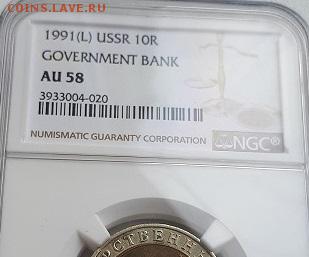 COINS.LAVE.RU
1991(L) USSR 10R
GOVERNMENT BANK
AU 58
3933004-020
NUMISMATIC GUARANTY CORPORATION
NGC®